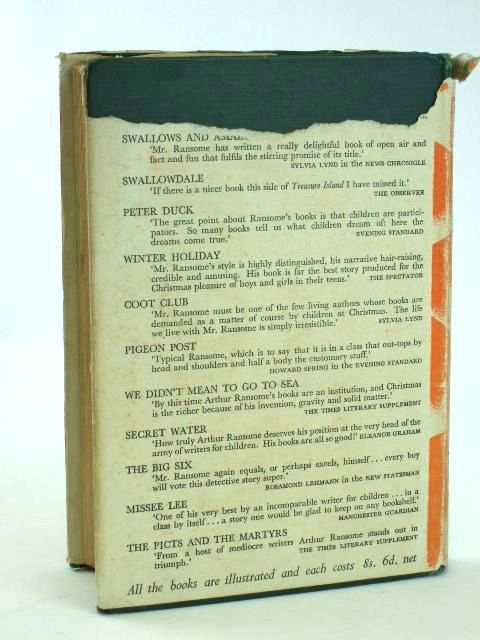 SWALLOWS AND AMAZ
'Mr. Ransome has written a really delightful book of open air and
fact and fun that fulfils the stirring promise of its title.'
SYLVIA LYND in the NEWS CHRONICLE
SWALLOWDALE
'If there is a nicer book this side of Treasure Island I have missed it.'
THE OBSERVER
PETER DUCK
'The great point about Ransome's books is that children are partici-
pators. So many books tell us what children dream of: here the
dreams come true.' EVENING STANDARD
WINTER HOLIDAY
'Mr. Ransome's style is highly distinguished, his narrative hair-raising,
credible and amusing. His book is far the best story produced for the
Christmas pleasure of boys and girls in their teens.' THE SPECTATOR
COOT CLUB
'Mr. Ransome must be one of the few living authors whose books are
demanded as a matter of course by children at Christmas. The life
we live with Mr. Ransome is simply irresistible.' SYLVIA LYND
PIGEON POST
'Typical Ransome, which is to say that it is in a class that out-tops by
head and shoulders and half a body the customary stuff.'
HOWARD SPRING in the EVENING STANDARD
WE DIDN'T MEAN TO GO TO SEA
'By this time Arthur Ransome's books are an institution, and Christmas
is the richer because of his invention, gravity and solid matter.'
THE TIMES LITERARY SUPPLEMENT
SECRET WATER
'How truly Arthur Ransome deserves his position at the very head of the
army of writers for children. His books are all so good!' ELEANOR GRAHAM
THE BIG SIX
'Mr. Ransome again equals, or perhaps excels, himself . . . every boy
will vote this detective story super.'
ROSAMOND LEHMANN in the NEW STATESMAN
MISSEE LEE
'One of his very best by an incomparable writer for children . . . in a
class by itself . . . a story one would be glad to keep on any bookshelf.'
MANCHESTER GUARDIAN
THE PICTS AND THE MARTYRS
'From a host of mediocre writers Arthur Ransome stands out in
triumph.' THE TIMES LITERARY SUPPLEMENT
All the books are illustrated and each costs 8s. 6d. net